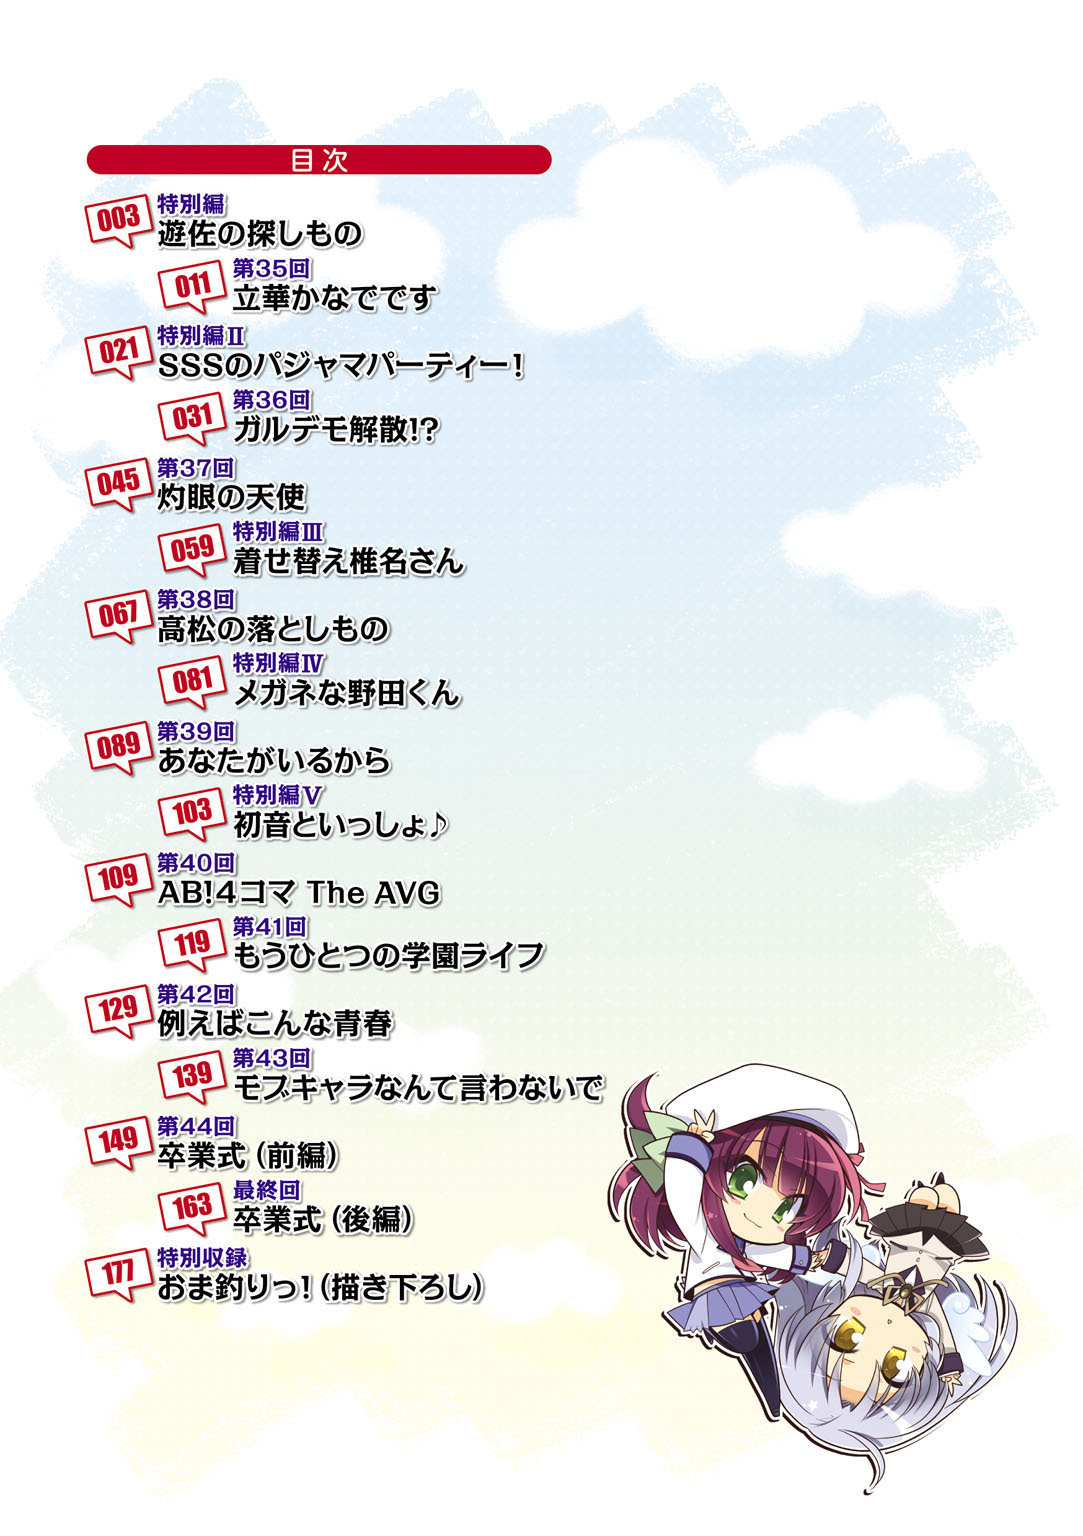 目次
003
特別編
遊佐の探しもの
011
第35回
立華かなでです
021
特別編Ⅱ
SSSのパジャマパーティー!
031
第36回
ガルデモ解散!?
045
第37回
灼眼の天使
059
特別編Ⅲ
着せ替え椎名さん
067
第38回
高松の落としもの
081
特別編Ⅳ
メガネな野田くん
089
第39回
あなたがいるから
103
特別編Ⅴ
初音といっしょ♪
109
第40回
AB!4コマ The AVG
119
第41回
もうひとつの学園ライフ
129
第42回
例えばこんな青春
139
第43回
モブキャラなんて言わないで
149
第44回
卒業式(前編)
163
最終回
卒業式(後編)
177
特別収録
おま釣りっ!(描き下ろし)